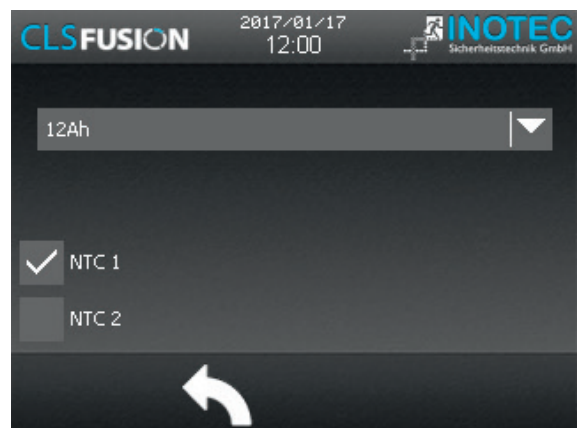 CLSFUSION
2017/01/17
12:00
INOTEC
Sicherheitstechnik GmbH
12Ah
NTC 1
NTC 2